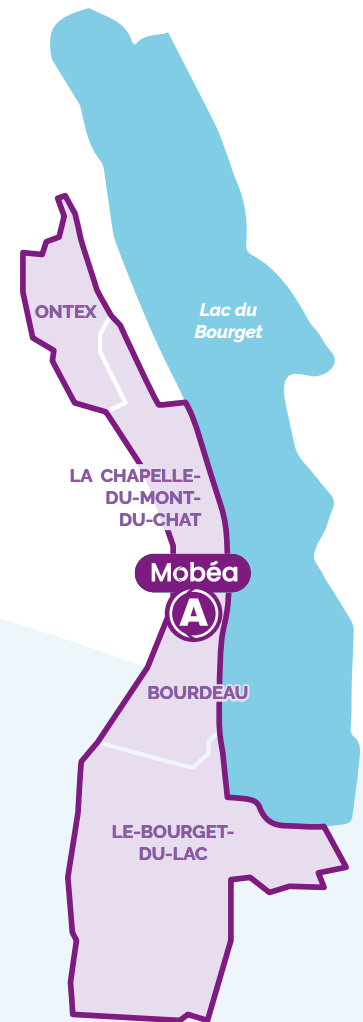 ONTEX
Lac du
Bourget
LA CHAPELLE-
DU-MONT-
DU-CHAT
Mobéa
A
BOURDEAU
LE-BOURGET-
DU-LAC